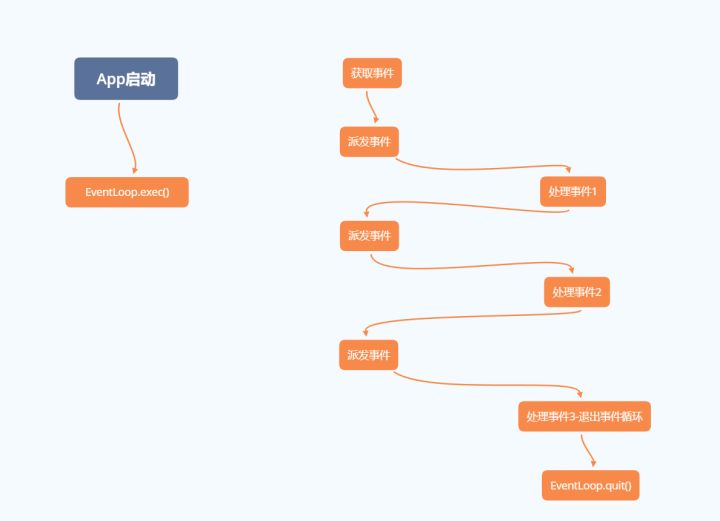 App启动
EventLoop.exec()
获取事件
派发事件
处理事件1
派发事件
处理事件2
派发事件
处理事件3-退出事件循环
EventLoop.quit()